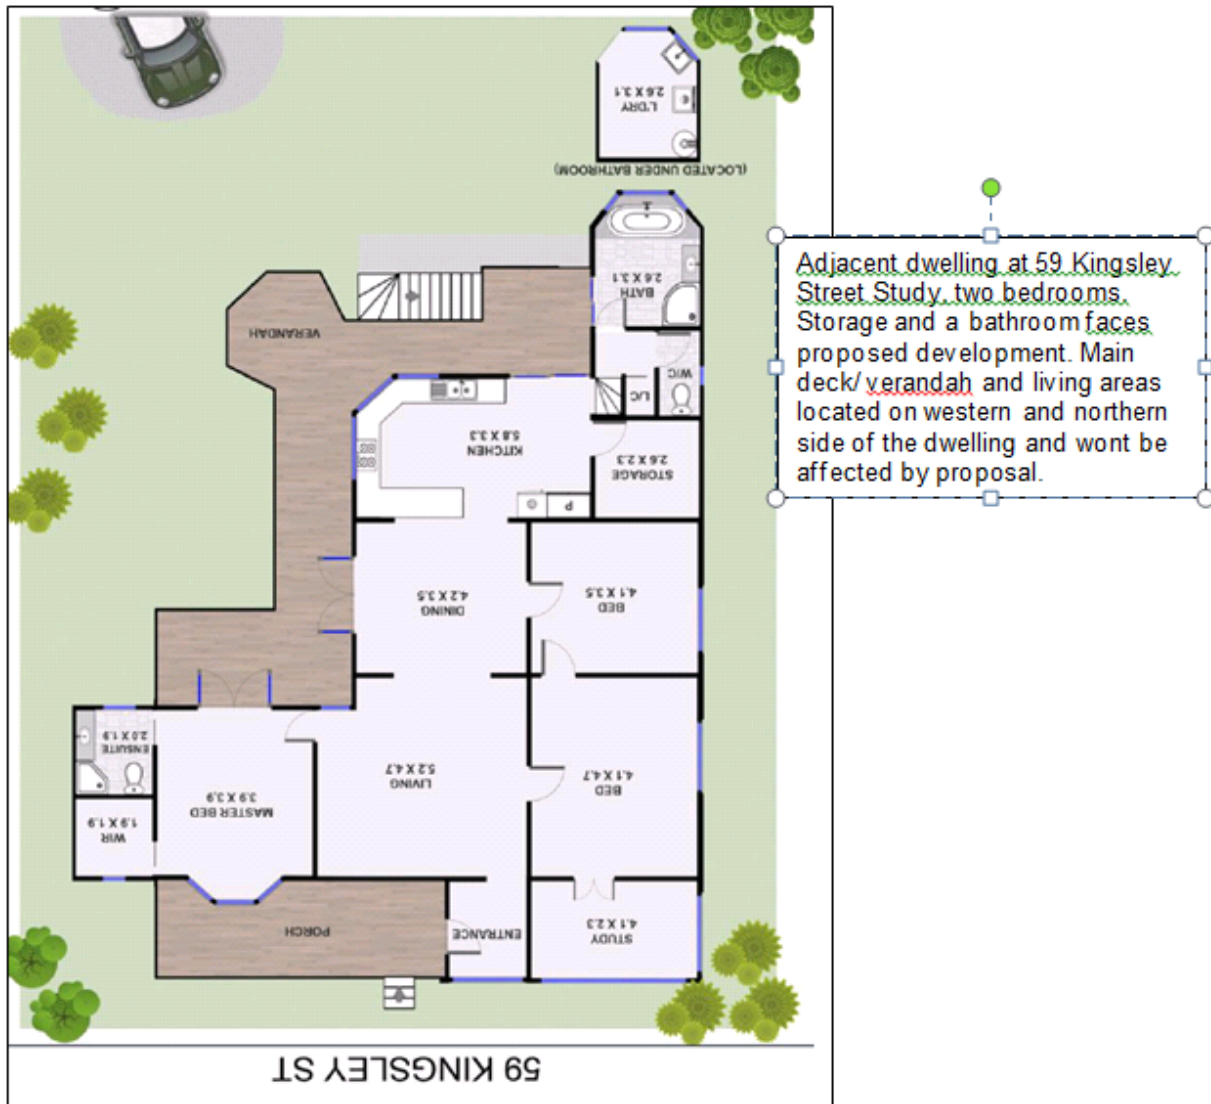 L'DRY
2.6 X 3.1
(LOCATED UNDER BATHROOM)
BATH
2.6 X 3.1
VERANDAH
W/C
L/C
KITCHEN
5.8 X 3.3
STORAGE
2.6 X 2.3
P
DINING
4.2 X 3.5
BED
4.1 X 3.5
ENSUITE
2.0 X 1.9
MASTER BED
3.9 X 3.9
LIVING
5.2 X 4.7
BED
4.1 X 4.7
WIR
1.9 X 1.9
PORCH
ENTRANCE
STUDY
4.1 X 2.3
59 KINGSLEY ST
Adjacent dwelling at 59 Kingsley
Street Study, two bedrooms,
Storage and a bathroom faces
proposed development. Main
deck/ verandah and living areas
located on western and northern
side of the dwelling and wont be
affected by proposal.